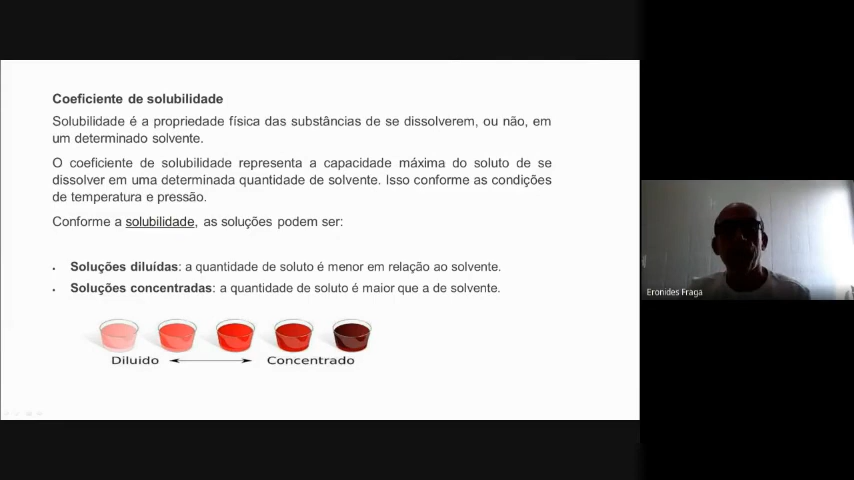 Coeficiente de solubilidade
Solubilidade é a propriedade física das substâncias de se dissolverem, ou não, em
um determinado solvente.
O coeficiente de solubilidade representa a capacidade máxima do soluto de se
dissolver em uma determinada quantidade de solvente. Isso conforme as condições
de temperatura e pressão.
Conforme a solubilidade, as soluções podem ser:
• Soluções diluídas: a quantidade de soluto é menor em relação ao solvente.
• Soluções concentradas: a quantidade de soluto é maior que a de solvente.
Diluido Concentrado
Eronides Fraga